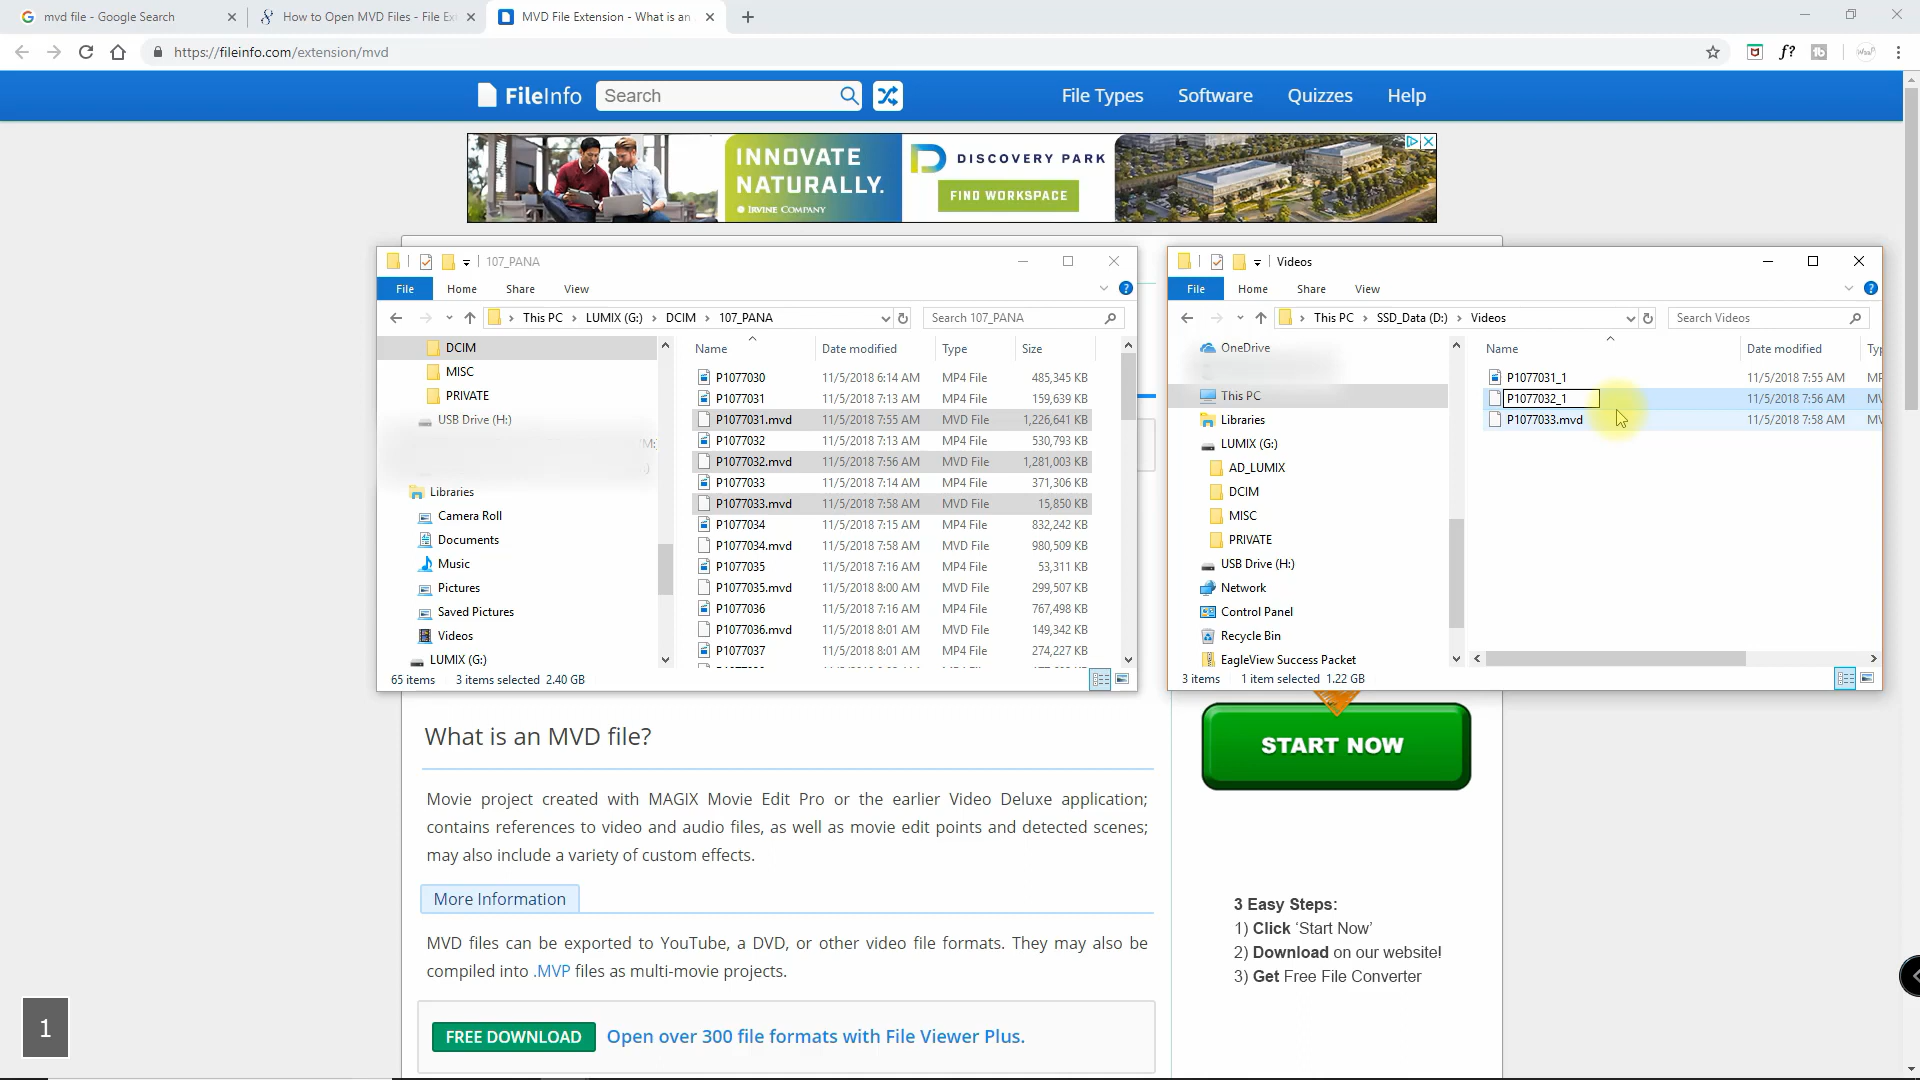 mvd file - Google Search
How to Open MVD Files - File Ex
MVD File Extension - What is an
https://fileinfo.com/extension/mvd
FileInfo
Search
File Types
Software
Quizzes
Help
INNOVATE
NATURALLY.
IRVINE COMPANY
DISCOVERY PARK
FIND WORKSPACE
107_PANA
File
Home
Share
View
This PC
LUMIX (G:)
DCIM
107_PANA
Search 107_PANA
DCIM
MISC
PRIVATE
USB Drive (H:)
Libraries
Camera Roll
Documents
Music
Pictures
Saved Pictures
Videos
LUMIX (G:)
Name Date modified Type Size
P1077030 11/5/2018 6:14 AM MP4 File 485,345 KB
P1077031 11/5/2018 7:13 AM MP4 File 159,639 KB
P1077031.mvd 11/5/2018 7:55 AM MVD File 1,226,641 KB
P1077032 11/5/2018 7:13 AM MP4 File 530,793 KB
P1077032.mvd 11/5/2018 7:56 AM MVD File 1,281,003 KB
P1077033 11/5/2018 7:14 AM MP4 File 371,306 KB
P1077033.mvd 11/5/2018 7:58 AM MVD File 15,850 KB
P1077034 11/5/2018 7:15 AM MP4 File 832,242 KB
P1077034.mvd 11/5/2018 7:58 AM MVD File 980,509 KB
P1077035 11/5/2018 7:16 AM MP4 File 53,311 KB
P1077035.mvd 11/5/2018 8:00 AM MVD File 299,507 KB
P1077036 11/5/2018 7:16 AM MP4 File 767,498 KB
P1077036.mvd 11/5/2018 8:01 AM MVD File 149,342 KB
P1077037 11/5/2018 8:01 AM MP4 File 274,227 KB
65 items 3 items selected 2.40 GB
Videos
File
Home
Share
View
This PC
SSD_Data (D:)
Videos
Search Videos
OneDrive
This PC
Libraries
LUMIX (G:)
AD_LUMIX
DCIM
MISC
PRIVATE
USB Drive (H:)
Network
Control Panel
Recycle Bin
EagleView Success Packet
Name Date modified Typ
P1077031_1 11/5/2018 7:55 AM MP
P1077032_1 11/5/2018 7:56 AM MV
P1077033.mvd 11/5/2018 7:58 AM MV
3 items 1 item selected 1.22 GB
What is an MVD file?
Movie project created with MAGIX Movie Edit Pro or the earlier Video Deluxe application;
contains references to video and audio files, as well as movie edit points and detected scenes;
may also include a variety of custom effects.
More Information
MVD files can be exported to YouTube, a DVD, or other video file formats. They may also be
compiled into .MVP files as multi-movie projects.
FREE DOWNLOAD
Open over 300 file formats with File Viewer Plus.
START NOW
3 Easy Steps:
1) Click ‘Start Now’
2) Download on our website!
3) Get Free File Converter
1